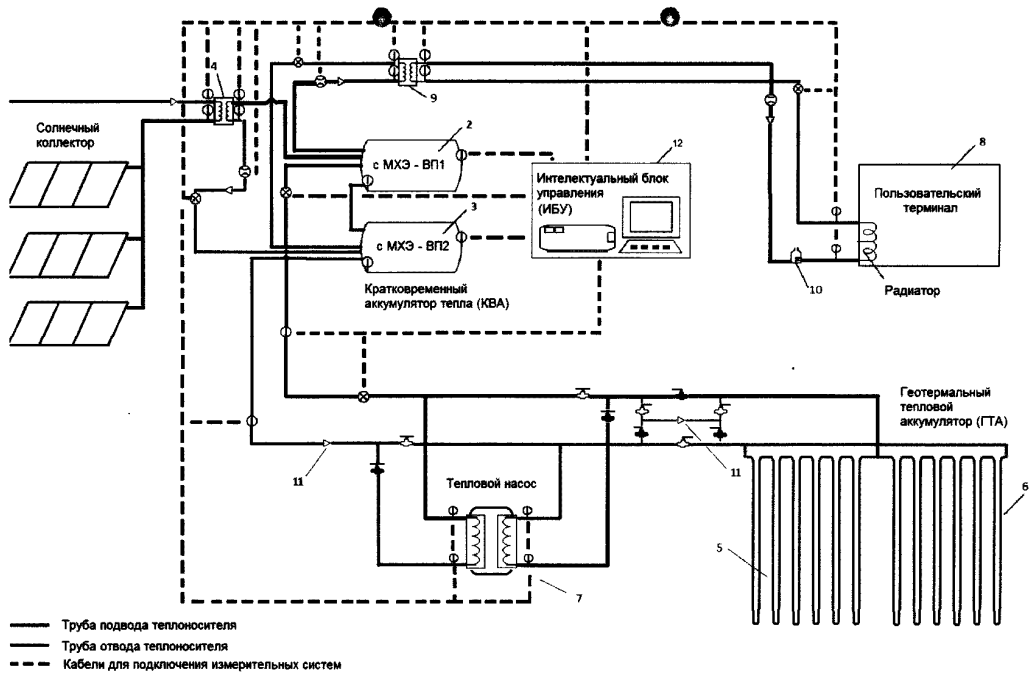 4
9
Солнечный
коллектор
2
с МХЭ - ВП1
3
с МХЭ - ВП2
Кратковременный
аккумулятор тепла (КВА)
12
Интелектуальный блок
управления
(ИБУ)
8
Пользовательский
терминал
10
Радиатор
Геотермальный
тепловой
аккумулятор (ГТА)
11
11
Тепловой насос
5
6
7
Труба подвода теплоносителя
Труба отвода теплоносителя
Кабели для подключения измерительных систем